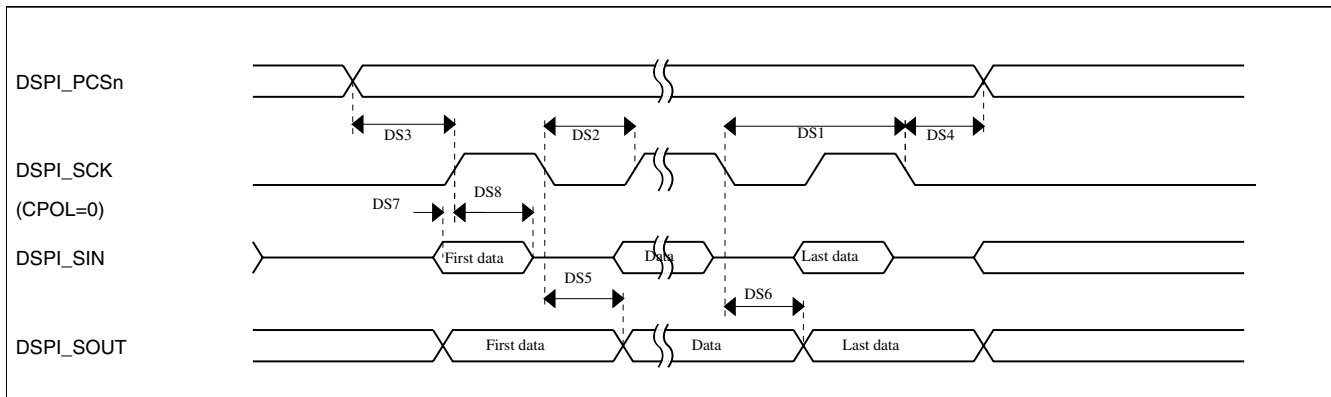 DSPI_PCSn
DS3
DS2
DS1
DS4
DSPI_SCK
(CPOL=0)
DS7
DS8
DSPI_SIN
First data
Data
Last data
DS5
DS6
DSPI_SOUT
First data
Data
Last data